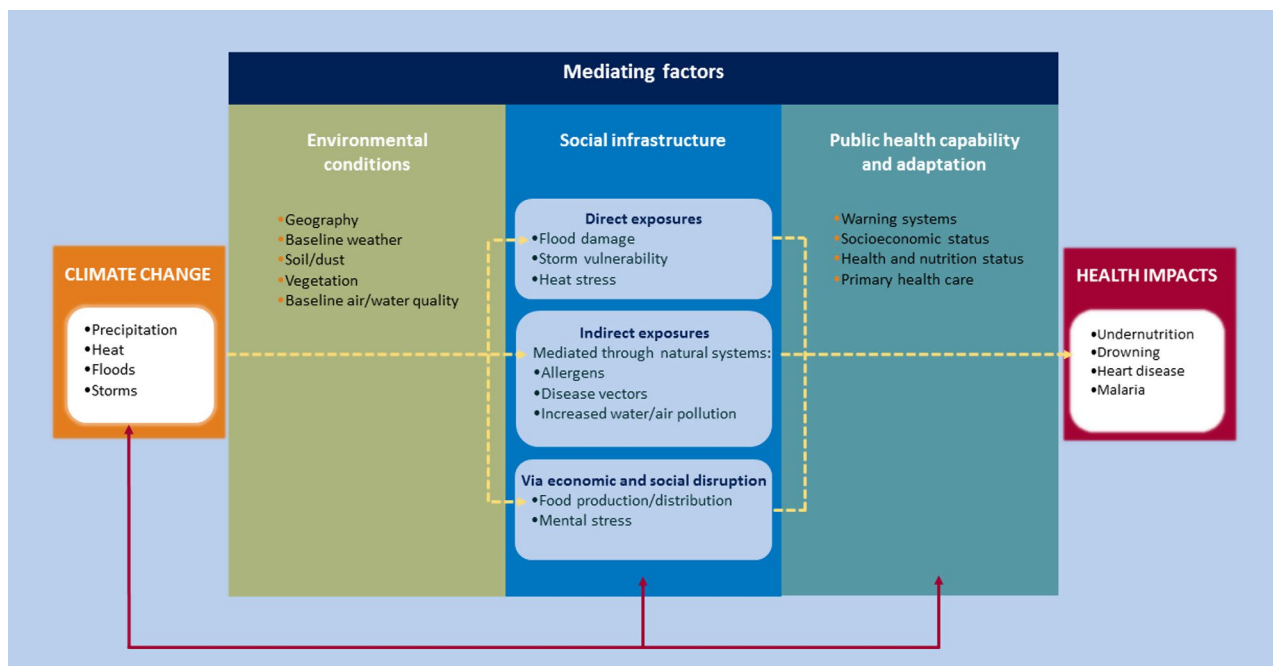 Mediating factors
Environmental
conditions
•Geography
•Baseline weather
•Soil/dust
•Vegetation
•Baseline air/water quality
Social infrastructure
Direct exposures
•Flood damage
•Storm vulnerability
•Heat stress
Indirect exposures
Mediated through natural systems:
•Allergens
•Disease vectors
•Increased water/air pollution
Via economic and social disruption
•Food production/distribution
•Mental stress
Public health capability
and adaptation
•Warning systems
•Socioeconomic status
•Health and nutrition status
•Primary health care
CLIMATE CHANGE
•Precipitation
•Heat
•Floods
•Storms
HEALTH IMPACTS
•Undernutrition
•Drowning
•Heart disease
•Malaria